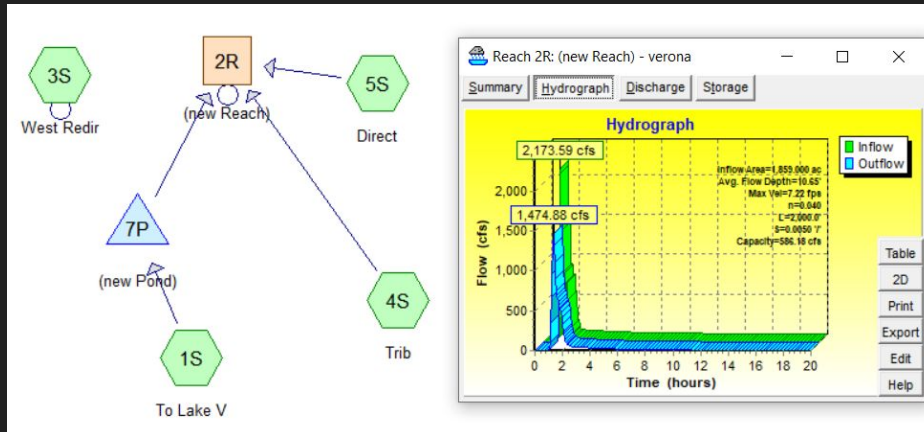 3S
West Redir
2R
(new Reach)
5S
Direct
7P
(new Pond)
4S
Trib
1S
To Lake V
Reach 2R: (new Reach) - verona
Summary
Hydrograph
Discharge
Storage
Hydrograph
Inflow
Outflow
2,173.59 cfs
1,474.88 cfs
Inflow Area=1,859.000 ac
Avg. Flow Depth=10.65'
Max Vel=7.22 fps
n=0.040
L=2,000.0'
S=0.0050 '/'
Capacity=586.18 cfs
Flow (cfs)
2,000
1,500
1,000
500
0
0 2 4 6 8 10 12 14 16 18 20
Time (hours)
Table
2D
Print
Export
Edit
Help